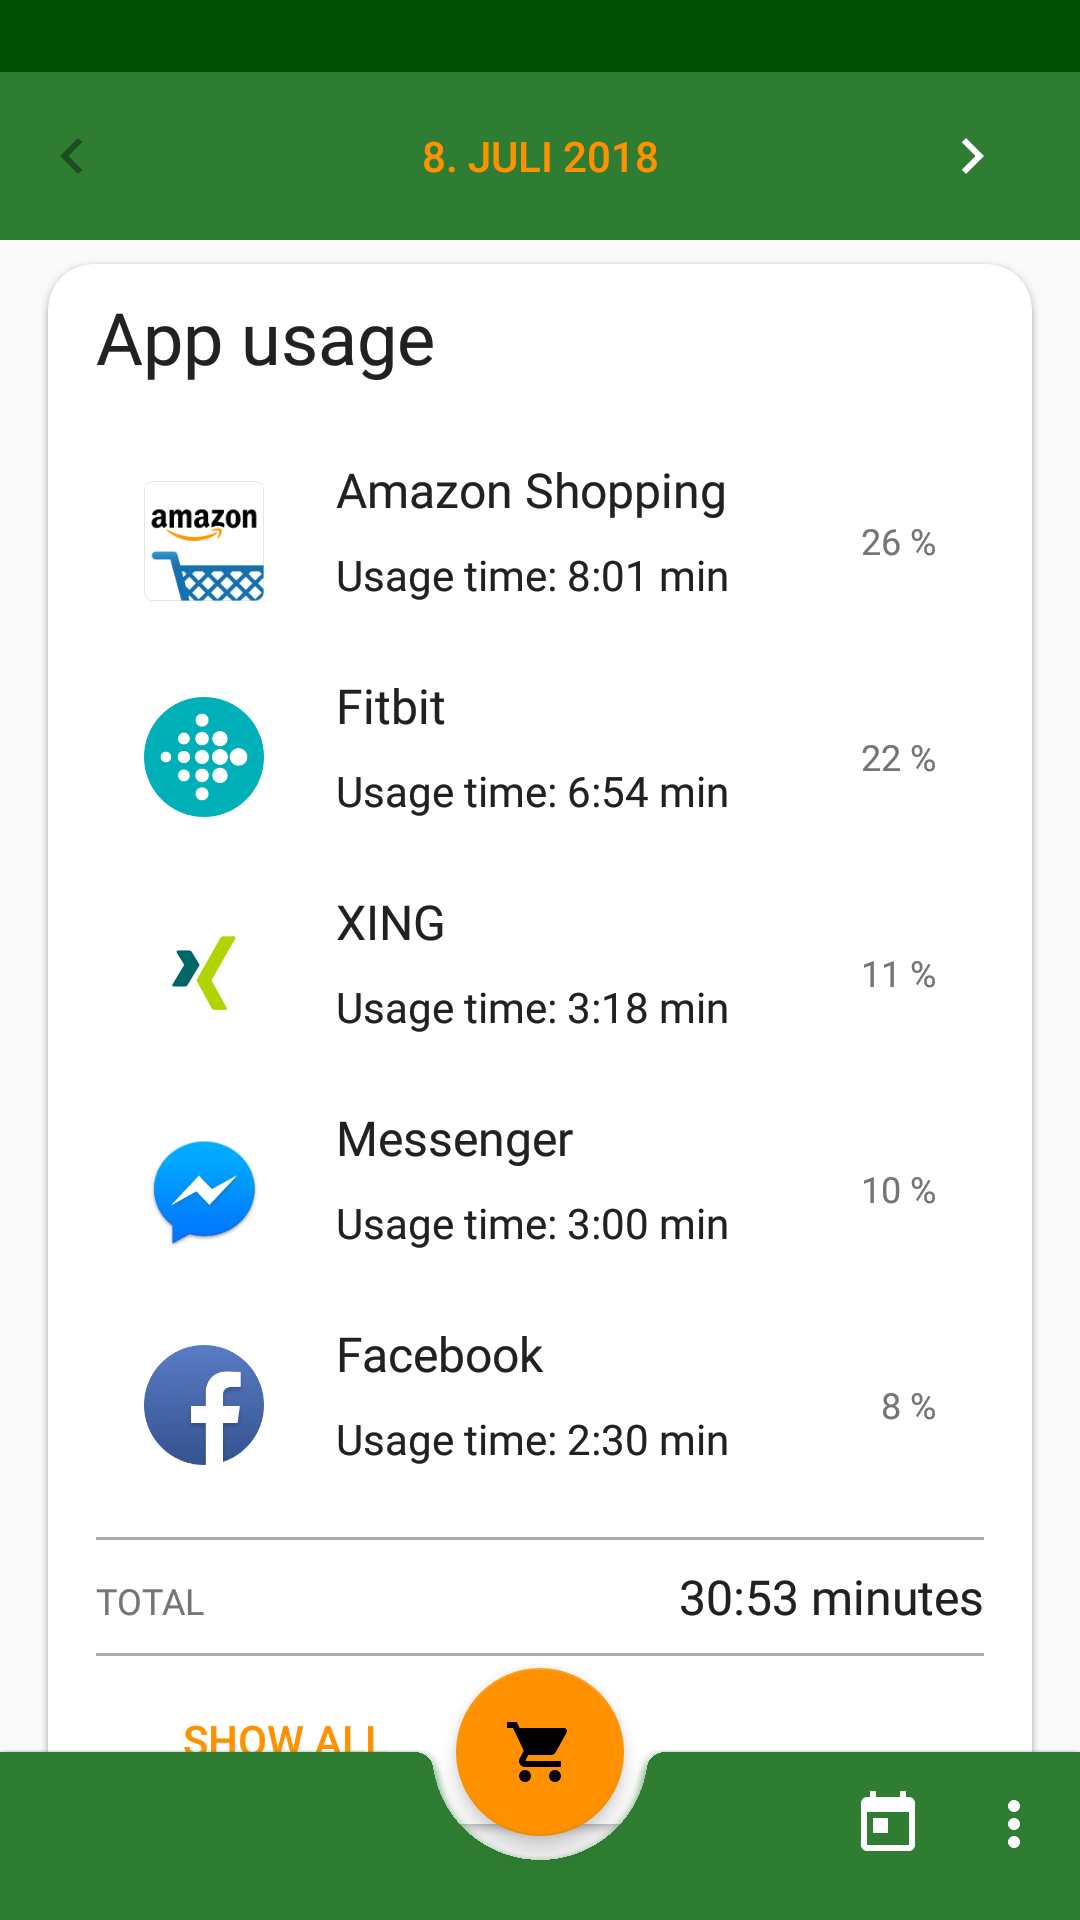 8. JULI 2018
App usage
amazon
Amazon Shopping
Usage time: 8:01 min
26 %
Fitbit
Usage time: 6:54 min
22 %
XING
Usage time: 3:18 min
11 %
Messenger
Usage time: 3:00 min
10 %
Facebook
Usage time: 2:30 min
8 %
TOTAL
30:53 minutes
SHOW ALL